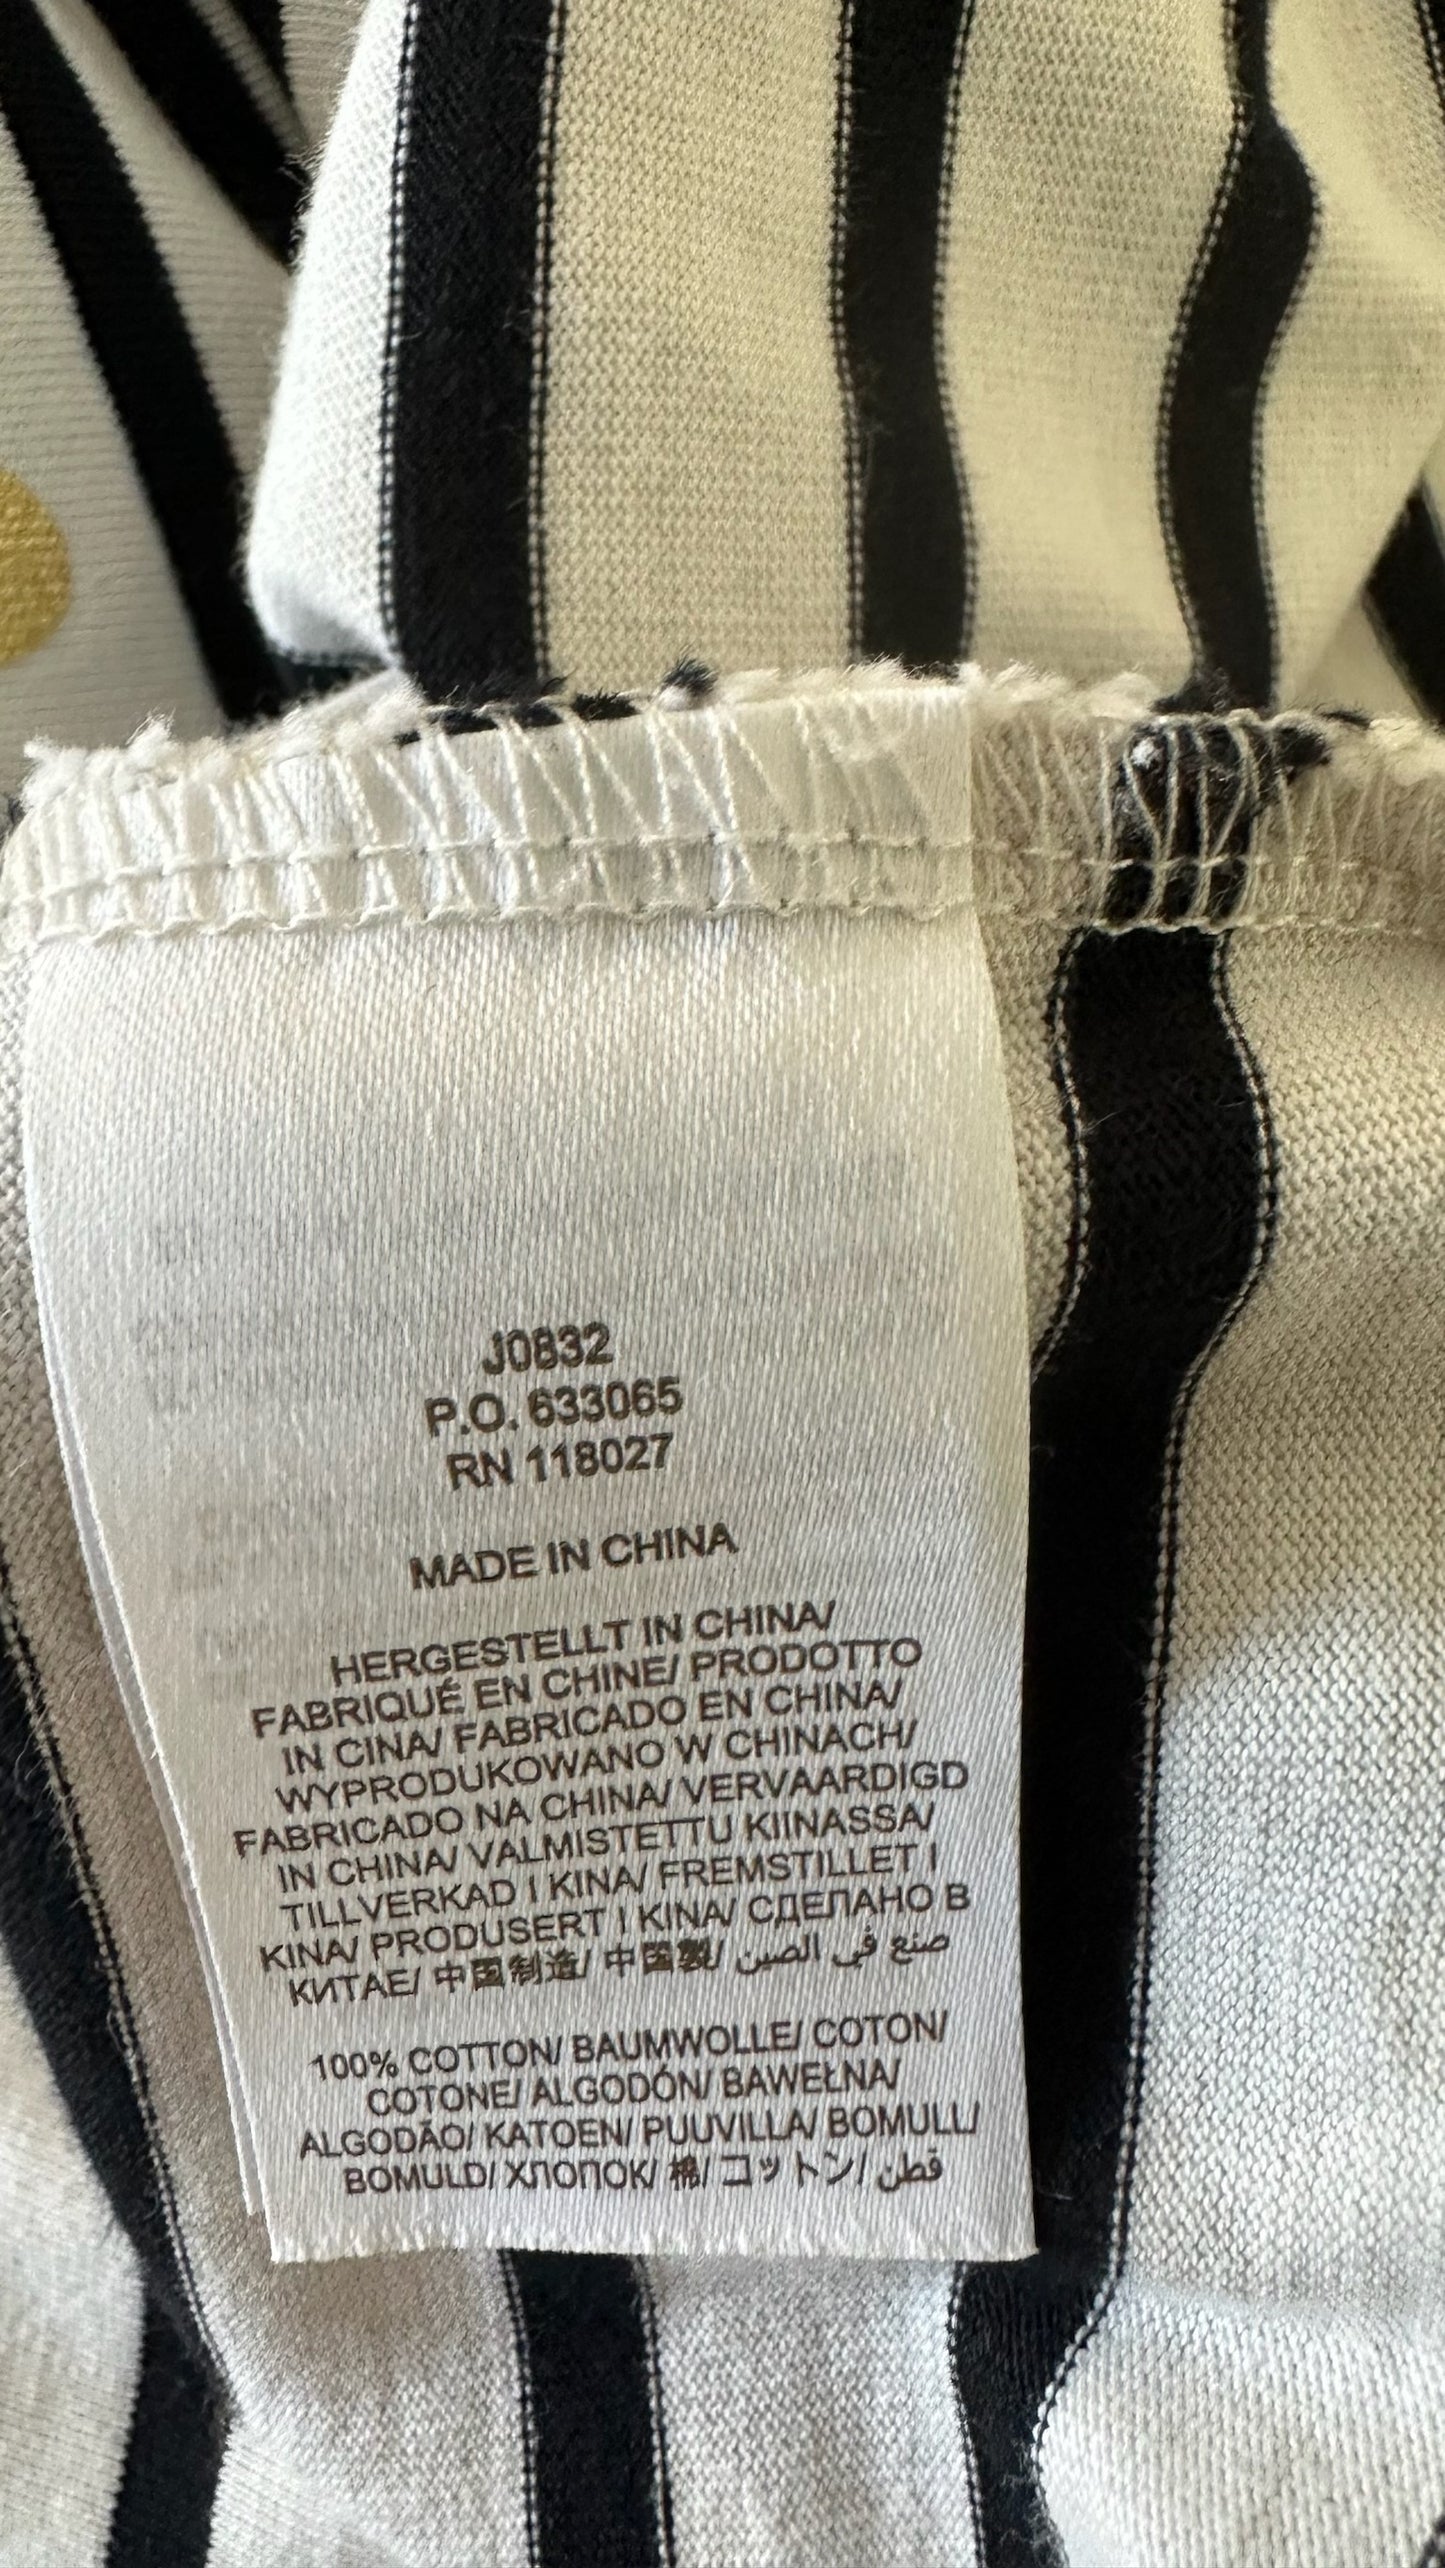 J0832
P.O. 633065
RN 118027
MADE IN CHINA
HERGESTELLT IN CHINA/
FABRIQUÉ EN CHINE/ PRODOTTO
IN CINA/ FABRICADO EN CHINA/
WYPRODUKOWANO W CHINACH/
FABRICADO NA CHINA/ VERVAARDIGD
IN CHINA/ VALMISTETTU KIINASSA/
TILLVERKAD I KINA/ FREMSTILLET I
KINA/ PRODUSERT I KINA/ СДЕЛАНО В
КИТАЕ/ 中国制造/ 中国製/ صنع في الصين
100% COTTON/ BAUMWOLLE/ COTON/
COTONE/ ALGODÓN/ BAWEŁNA/
ALGODÃO/ KATOEN/ PUUVILLA/ BOMULL/
BOMULD/ ХЛОПОК/ 棉/ コットン/ قطن